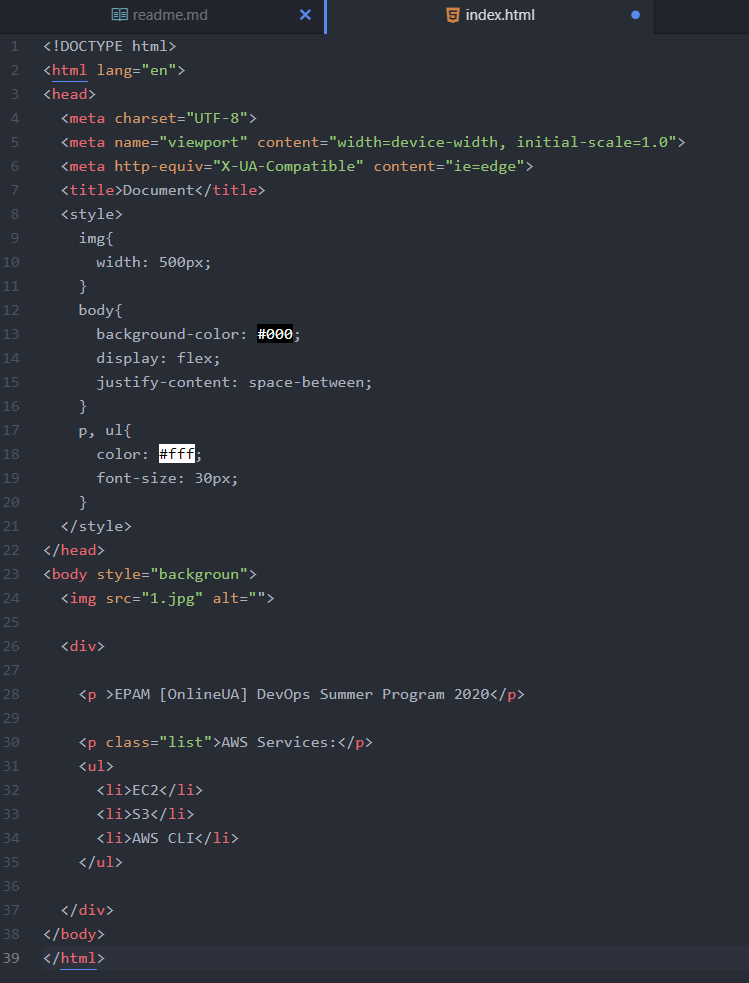 readme.md
index.html
1 <!DOCTYPE html>
2 <html lang="en">
3 <head>
4   <meta charset="UTF-8">
5   <meta name="viewport" content="width=device-width, initial-scale=1.0">
6   <meta http-equiv="X-UA-Compatible" content="ie=edge">
7   <title>Document</title>
8   <style>
9     img{
10       width: 500px;
11     }
12     body{
13       background-color: #000;
14       display: flex;
15       justify-content: space-between;
16     }
17     p, ul{
18       color: #fff;
19       font-size: 30px;
20     }
21   </style>
22 </head>
23 <body style="backgroun">
24   <img src="1.jpg" alt="">
25
26   <div>
27
28     <p >EPAM [OnlineUA] DevOps Summer Program 2020</p>
29
30     <p class="list">AWS Services:</p>
31     <ul>
32       <li>EC2</li>
33       <li>S3</li>
34       <li>AWS CLI</li>
35     </ul>
36
37   </div>
38 </body>
39 </html>